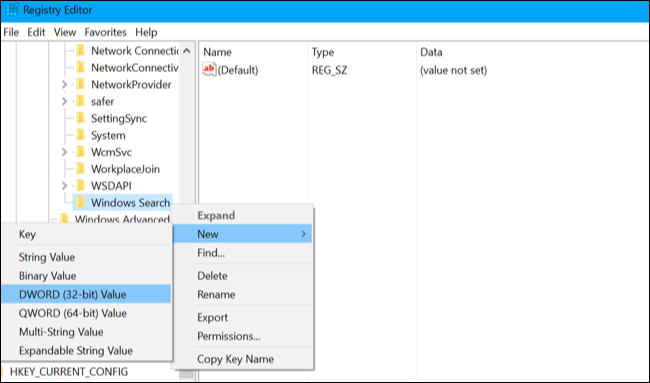 Registry Editor
File Edit View Favorites Help
Network Connectic
NetworkConnectiv
NetworkProvider
safer
SettingSync
System
WcmSvc
WorkplaceJoin
WSDAPI
Windows Search
Windows Advanced
HKEY_CURRENT_CONFIG
Name Type Data
ab (Default) REG_SZ (value not set)
Expand
New
Find...
Delete
Rename
Export
Permissions...
Copy Key Name
Key
String Value
Binary Value
DWORD (32-bit) Value
QWORD (64-bit) Value
Multi-String Value
Expandable String Value